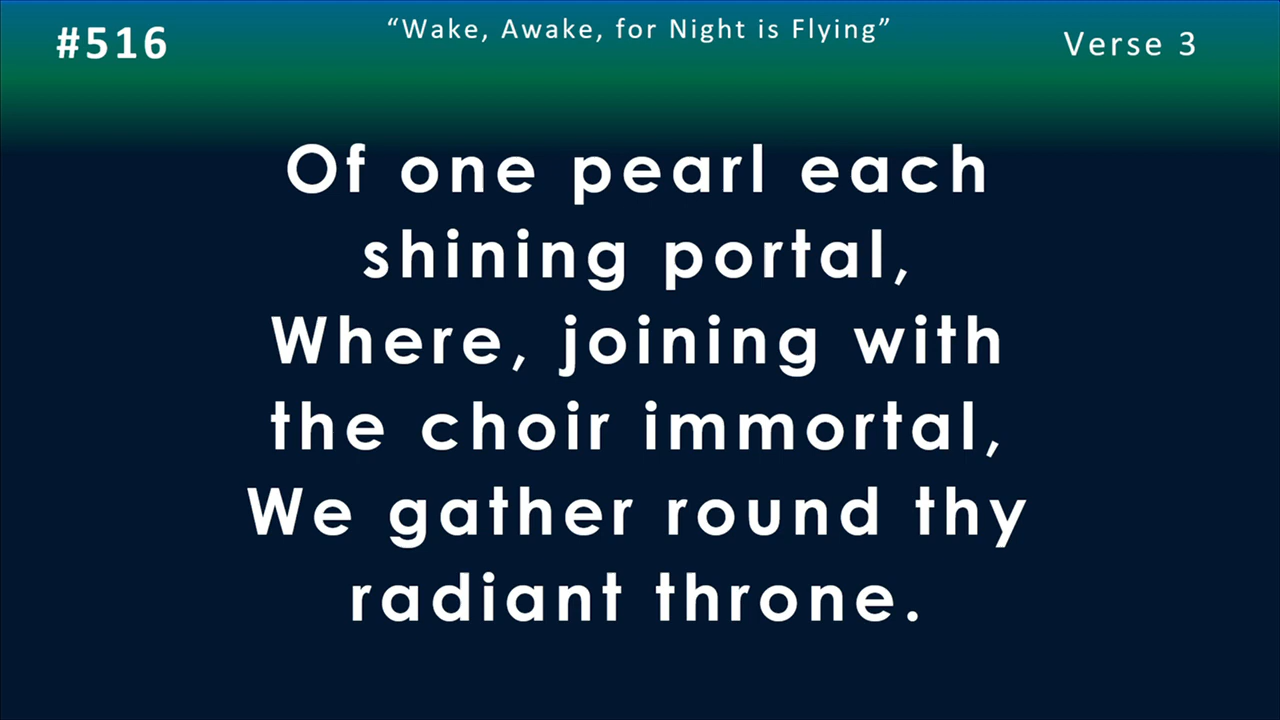 #516
“Wake, Awake, for Night is Flying”
Verse 3
Of one pearl each
shining portal,
Where, joining with
the choir immortal,
We gather round thy
radiant throne.